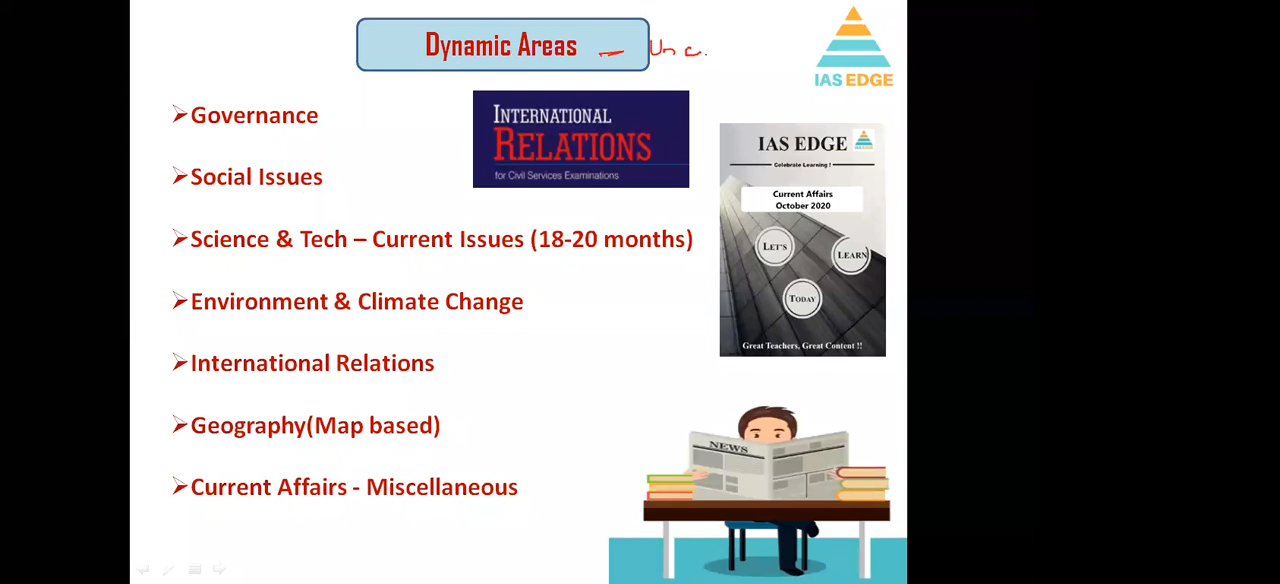 Dynamic Areas
IAS EDGE
➢Governance
INTERNATIONAL
RELATIONS
for Civil Services Examinations
IAS EDGE
Celebrate Learning !
Current Affairs
October 2020
LET'S
LEARN
TODAY
Great Teachers, Great Content !!
➢Social Issues
➢Science & Tech – Current Issues (18-20 months)
➢Environment & Climate Change
➢International Relations
➢Geography(Map based)
➢Current Affairs - Miscellaneous
NEWS